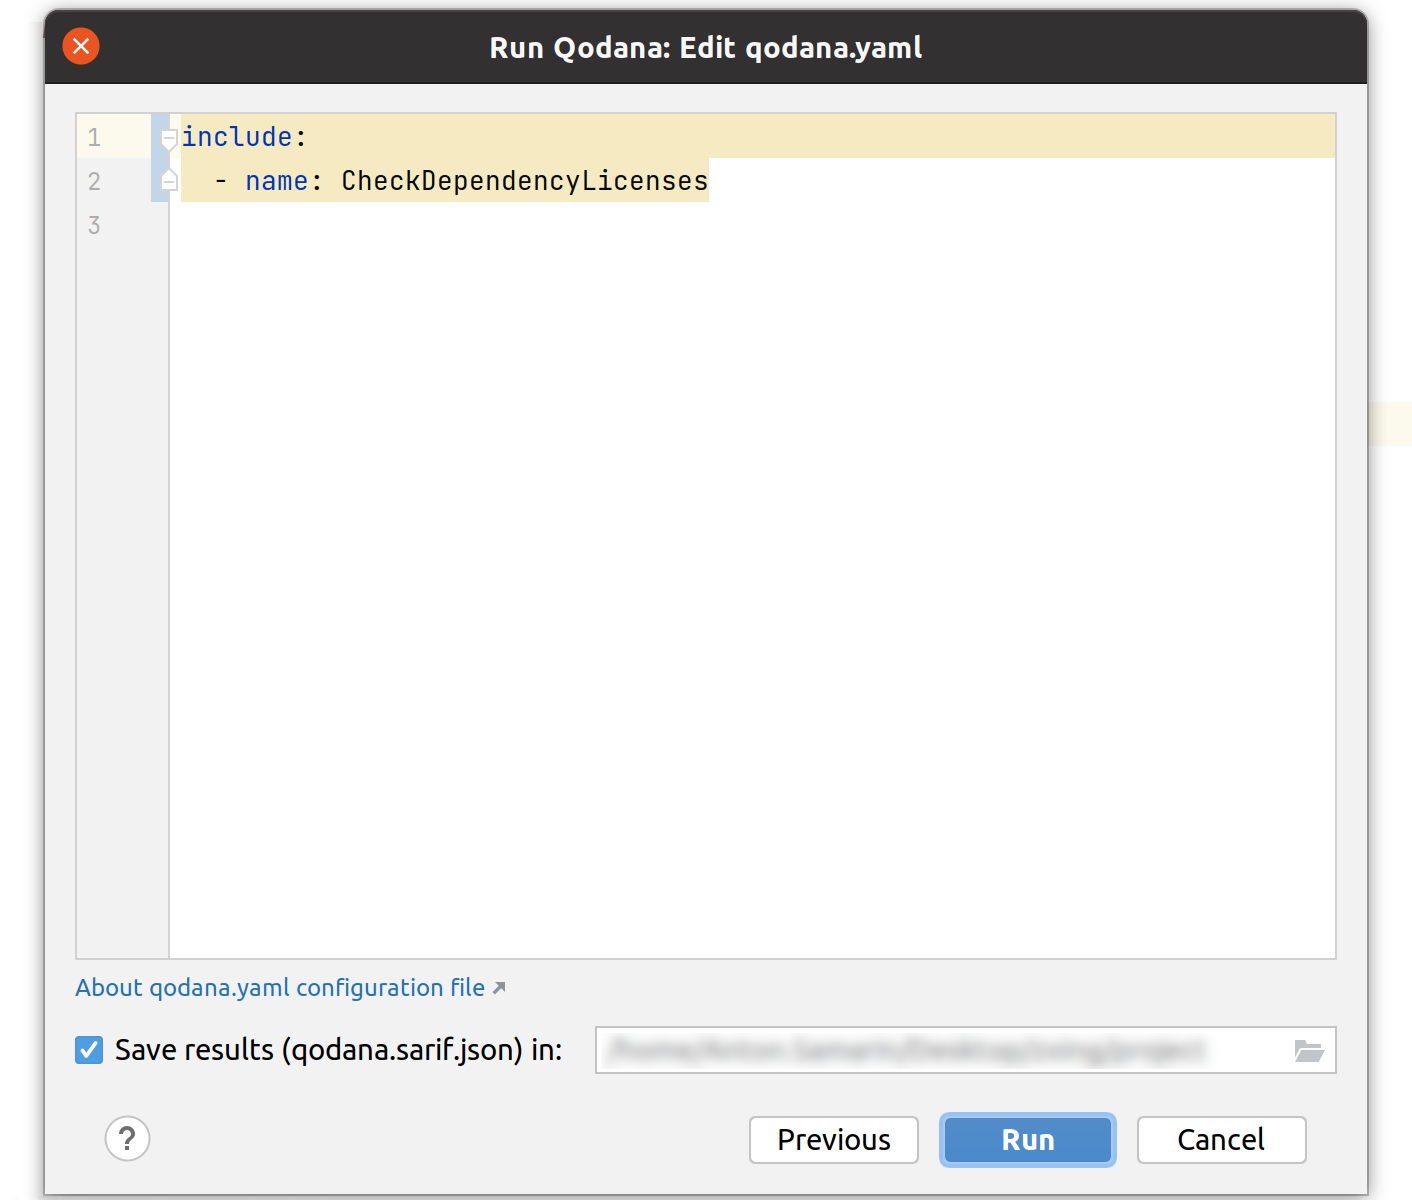 Run Qodana: Edit qodana.yaml
1 include:
2   - name: CheckDependencyLicenses
3
About qodana.yaml configuration file
Save results (qodana.sarif.json) in:
?
Previous Run Cancel